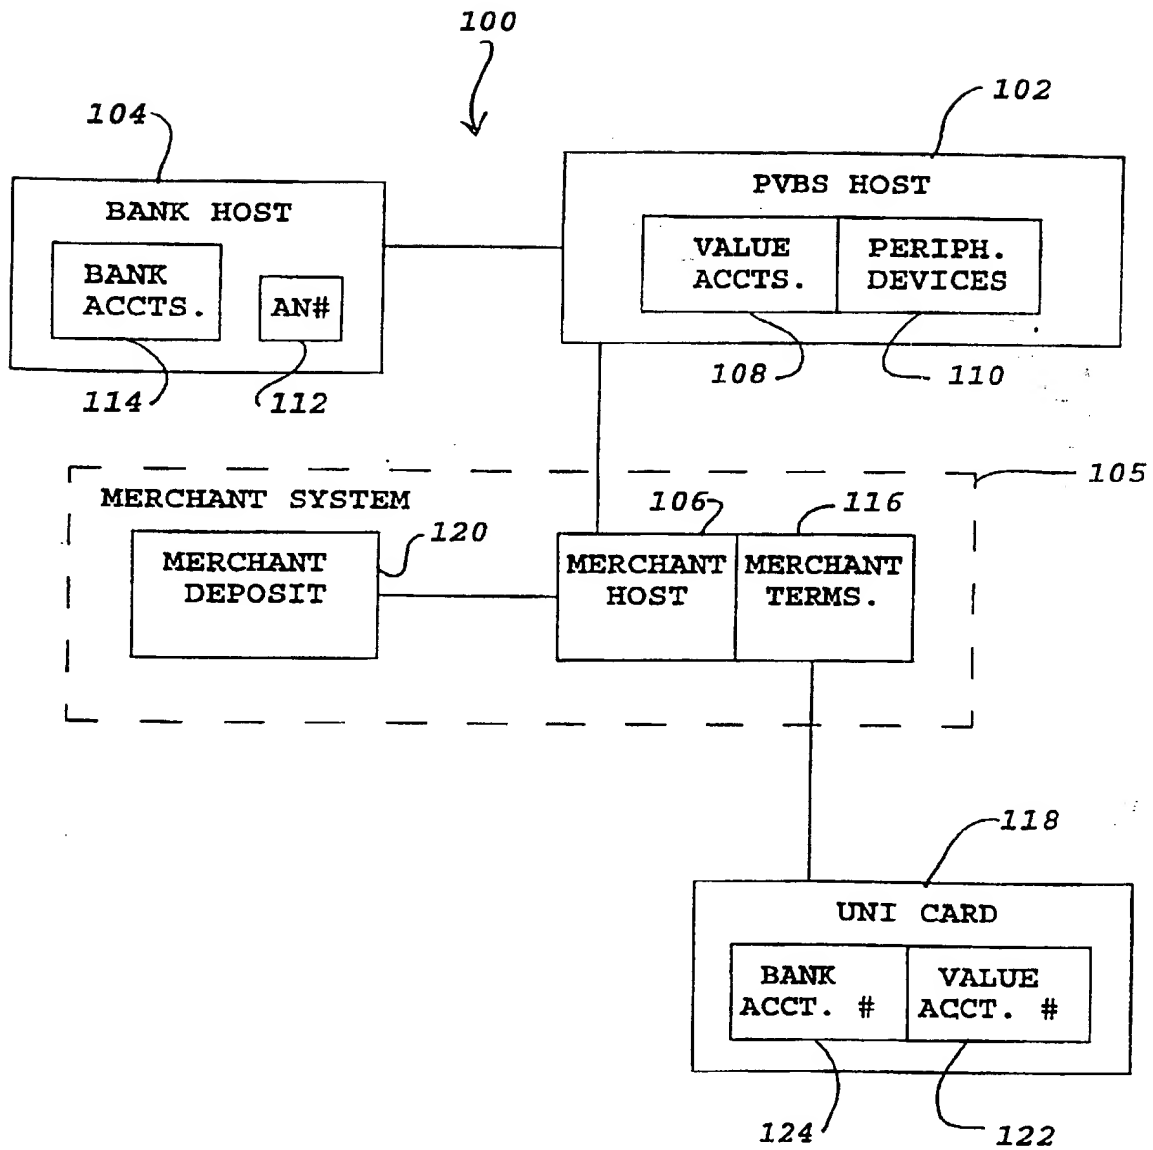 100
104
102
BANK HOST
BANK
ACCTS.
AN#
114
112
PVBS HOST
VALUE
ACCTS.
PERIPH.
DEVICES
108
110
105
MERCHANT SYSTEM
MERCHANT
DEPOSIT
120
106
116
MERCHANT
HOST
MERCHANT
TERMS.
118
UNI CARD
BANK
ACCT. #
VALUE
ACCT. #
124
122